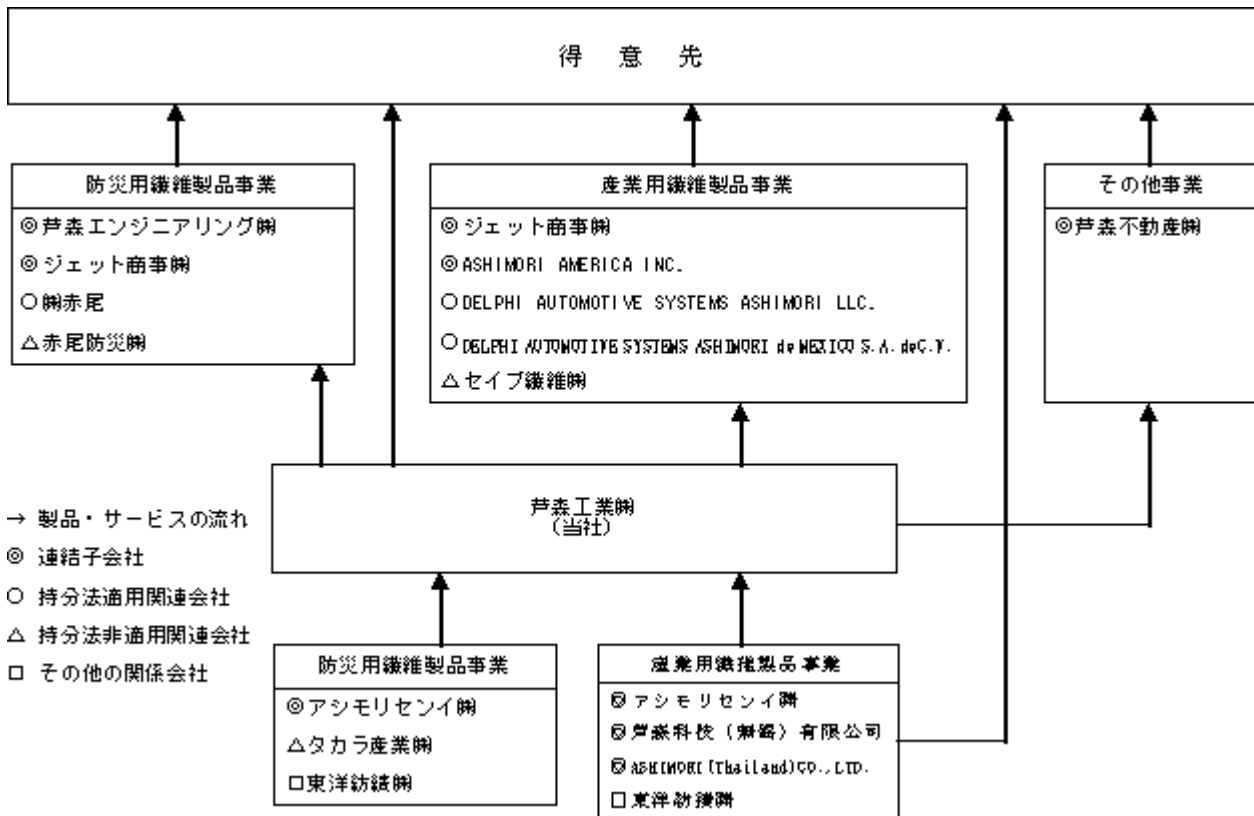 得意先
防災用繊維製品事業
◎芦森エンジニアリング㈱
◎ジェット商事㈱
○㈱赤尾
△赤尾防災㈱
産業用繊維製品事業
◎ジェット商事㈱
◎ASHIMORI AMERICA INC.
○DELPHI AUTOMOTIVE SYSTEMS ASHIMORI LLC.
○DELPHI AUTOMOTIVE SYSTEMS ASHIMORI de MEXICO S.A. deC.V.
△セイブ繊維㈱
その他事業
◎芦森不動産㈱
芦森工業㈱
(当社)
→ 製品・サービスの流れ
◎ 連結子会社
○ 持分法適用関連会社
△ 持分法非適用関連会社
□ その他の関係会社
防災用繊維製品事業
◎アシモリセンイ㈱
△タカラ産業㈱
□東洋紡績㈱
産業用繊維製品事業
◎アシモリセンイ㈱
◎芦森科技（無錫）有限公司
◎ASHIMORI(Thailand)CO.,LTD.
□東洋紡績㈱